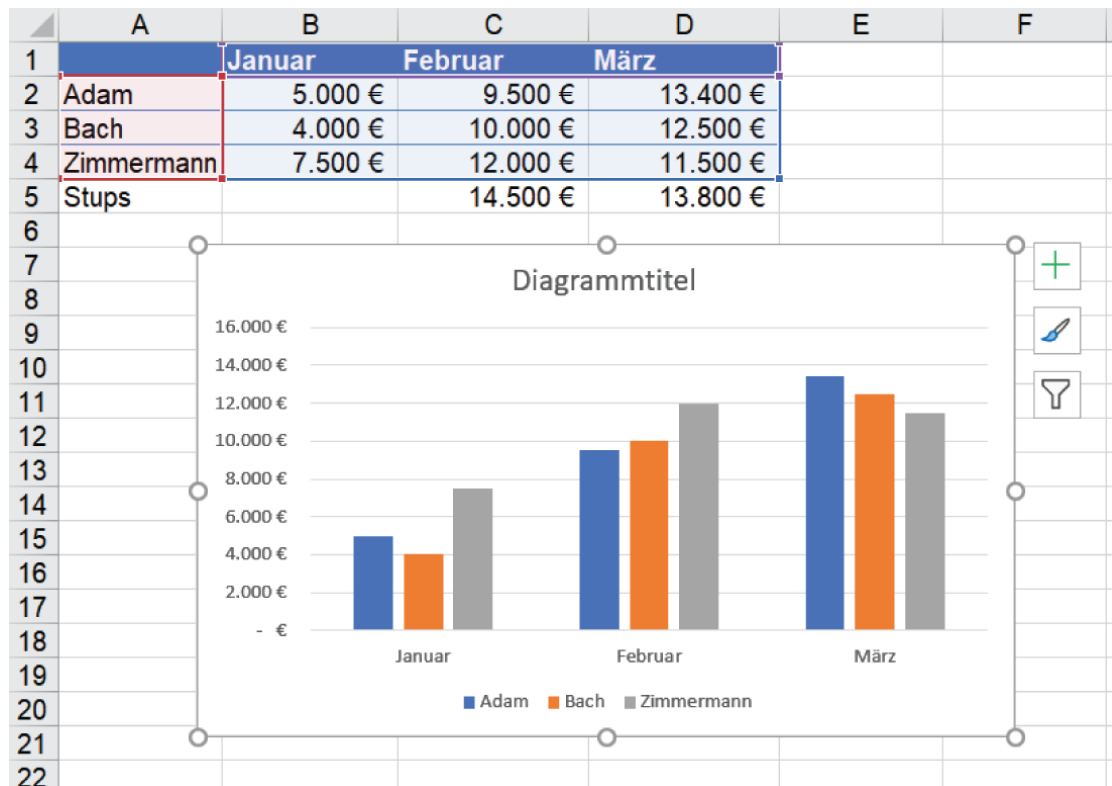 A B C D E F
1 Januar Februar März
2 Adam 5.000 € 9.500 € 13.400 €
3 Bach 4.000 € 10.000 € 12.500 €
4 Zimmermann 7.500 € 12.000 € 11.500 €
5 Stups 14.500 € 13.800 €
6
7
8
9
10
11
12
13
14
15
16
17
18
19
20
21
22
Diagrammtitel
16.000 €
14.000 €
12.000 €
10.000 €
8.000 €
6.000 €
4.000 €
2.000 €
- €
Januar Februar März
Adam Bach Zimmermann